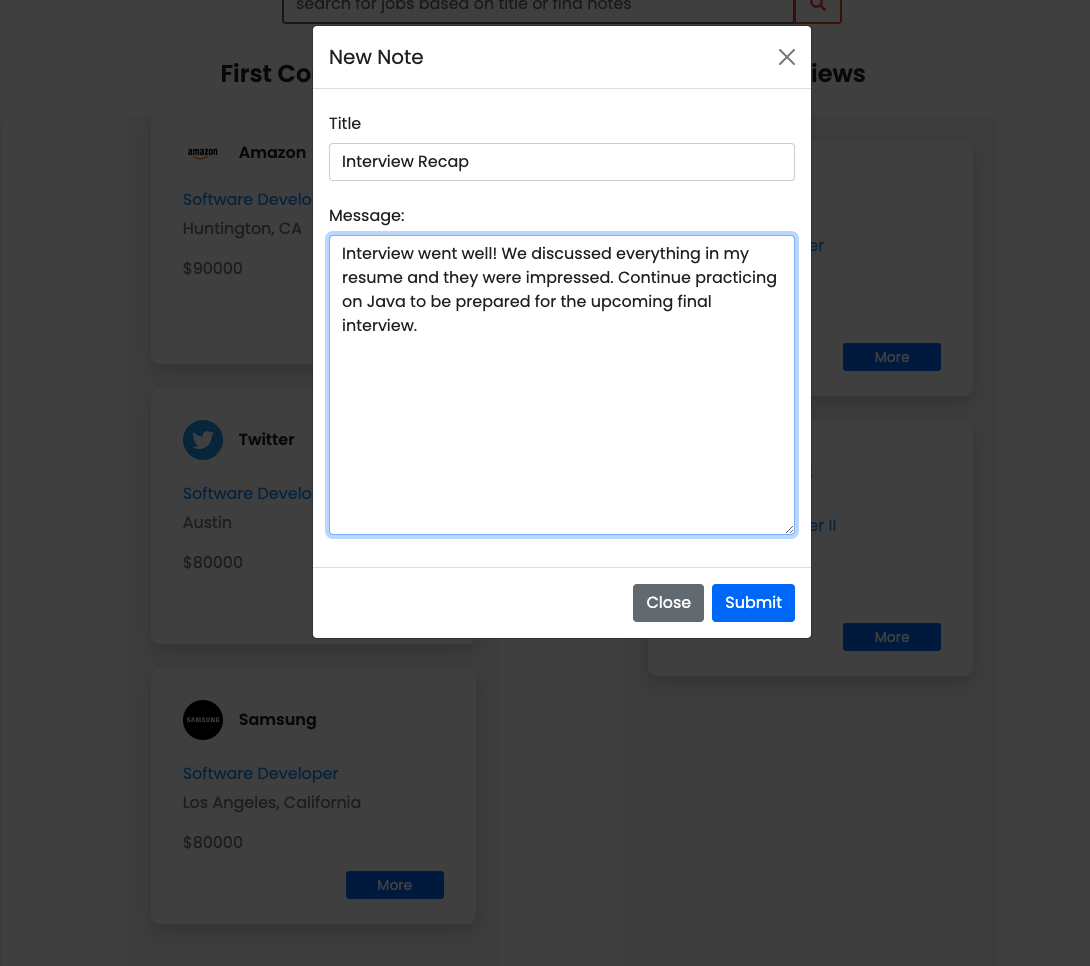 search for jobs based on title or find notes
New Note
First Co
iews
Title
amazon
Amazon
Interview Recap
Software Develo
Huntington, CA
$90000
Message:
Interview went well! We discussed everything in my
resume and they were impressed. Continue practicing
on Java to be prepared for the upcoming final
interview.
er
More
Twitter
Software Develo
Austin
$80000
er II
Close
Submit
More
SAMSUNG
Samsung
Software Developer
Los Angeles, California
$80000
More